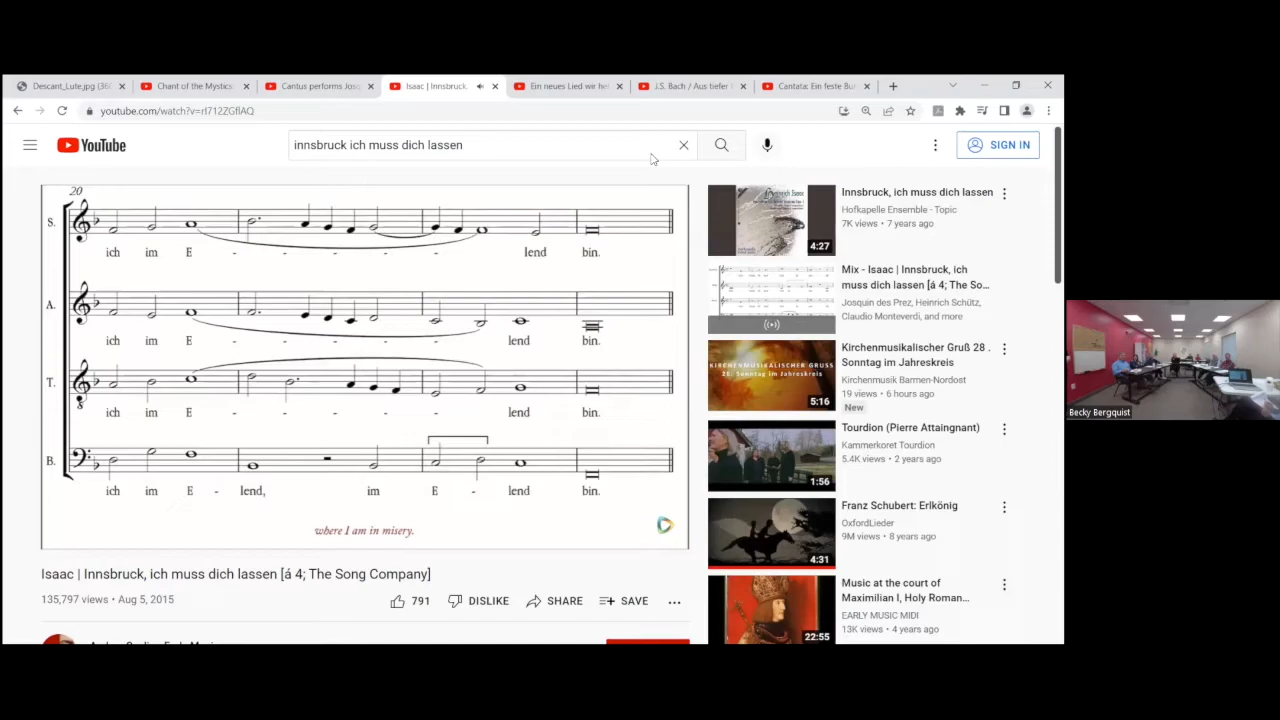 Descant_Lute.jpg (36
Chant of the Mystics
Cantus performs Josq
Isaac | Innsbruck,
Ein neues Lied wir he
J.S. Bach / Aus tiefer
Cantata: Ein feste Bu
youtube.com/watch?v=rI712ZGflAQ
YouTube
innsbruck ich muss dich lassen
SIGN IN
20
S.
ich im E - - - - - lend bin.
A.
ich im E - - - - - lend bin.
T.
8
ich im E - - - - - lend bin.
B.
ich im E - lend, im E - lend bin.
where I am in misery.
Isaac | Innsbruck, ich muss dich lassen [á 4; The Song Company]
135,797 views • Aug 5, 2015
791
DISLIKE
SHARE
SAVE
4:27
Innsbruck, ich muss dich lassen
Hofkapelle Ensemble - Topic
7K views • 7 years ago
Mix - Isaac | Innsbruck, ich
muss dich lassen [á 4; The So...
Josquin des Prez, Heinrich Schütz,
Claudio Monteverdi, and more
KIRCHENMUSIKALISCHER GRUSS
28. Sonntag im Jahreskreis
5:16
Kirchenmusikalischer Gruß 28 .
Sonntag im Jahreskreis
Kirchenmusik Barmen-Nordost
19 views • 6 hours ago
New
1:56
Tourdion (Pierre Attaingnant)
Kammerkoret Tourdion
5.4K views • 2 years ago
4:31
Franz Schubert: Erlkönig
OxfordLieder
9M views • 8 years ago
22:55
Music at the court of
Maximilian I, Holy Roman...
EARLY MUSIC MIDI
13K views • 4 years ago
Becky Bergquist